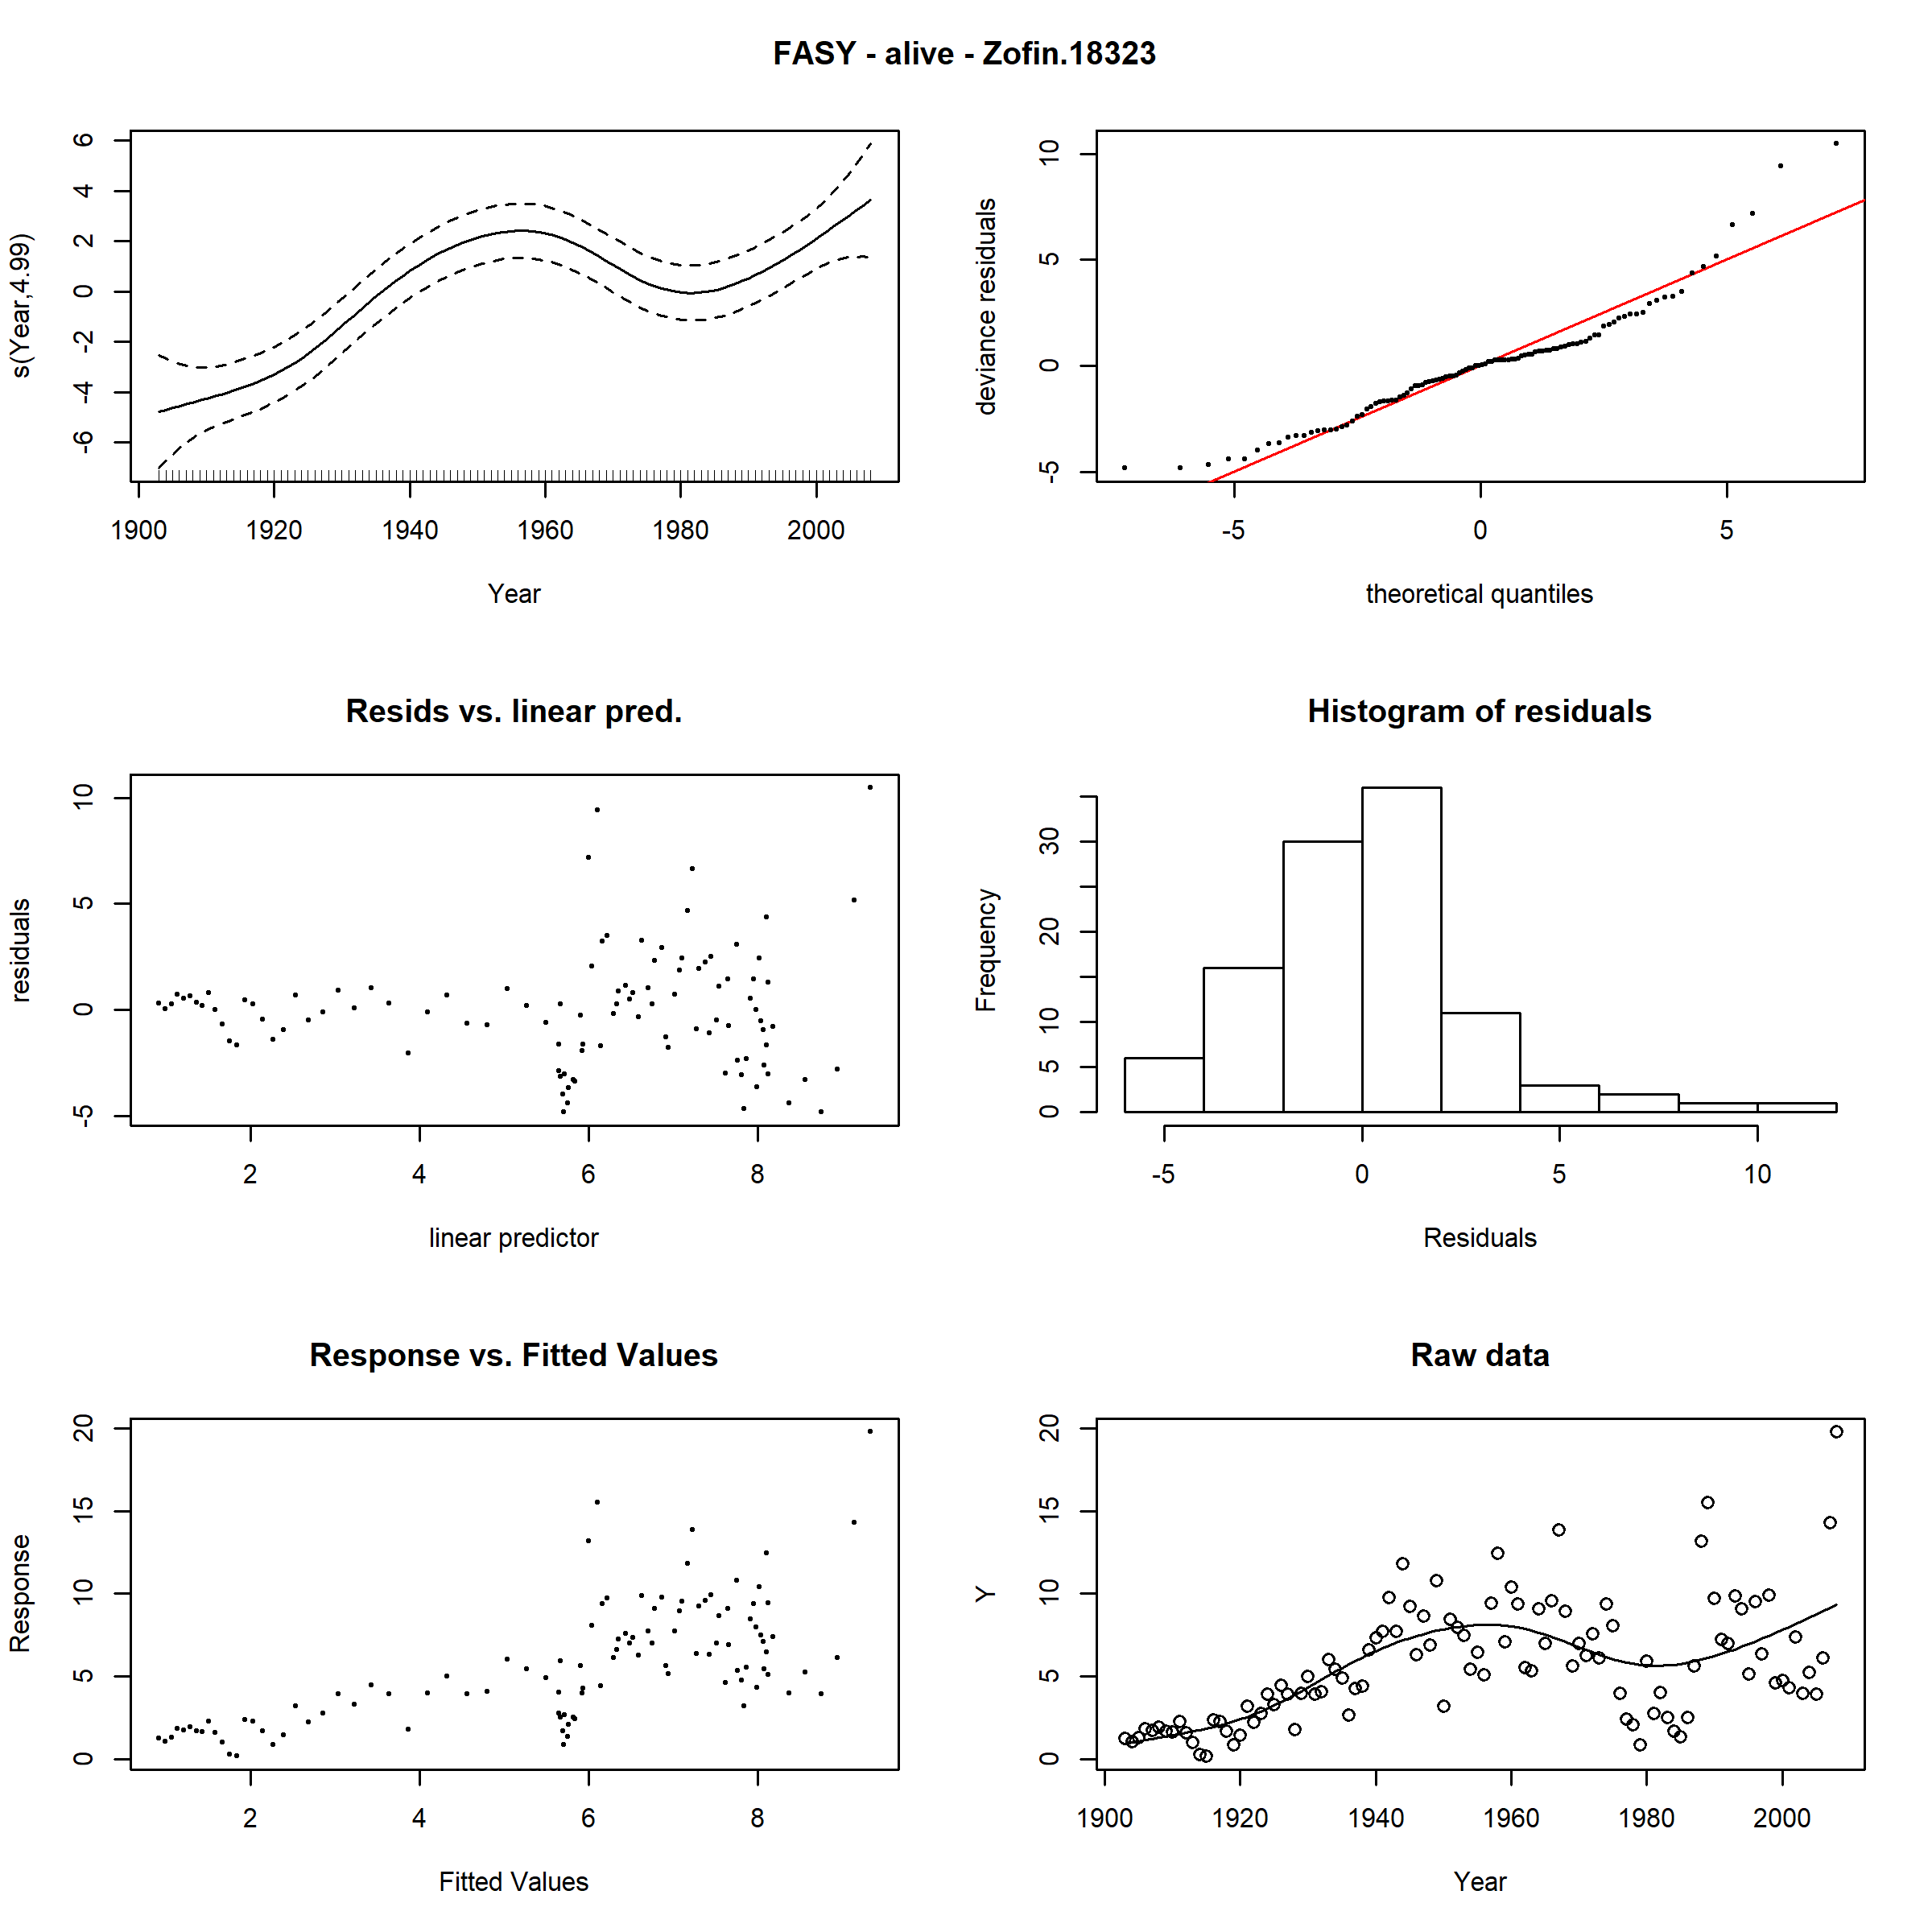 FASY - alive - Zofin.18323
s(Year,4.99)
6
4
2
0
-2
-4
-6
1900 1920 1940 1960 1980 2000
Year
deviance residuals
10
5
0
-5
-5 0 5
theoretical quantiles
Resids vs. linear pred.
residuals
10
5
0
-5
2 4 6 8
linear predictor
Histogram of residuals
Frequency
30
20
10
5
0
-5 0 5 10
Residuals
Response vs. Fitted Values
Response
20
15
10
5
0
2 4 6 8
Fitted Values
Raw data
Y
20
15
10
5
0
1900 1920 1940 1960 1980 2000
Year